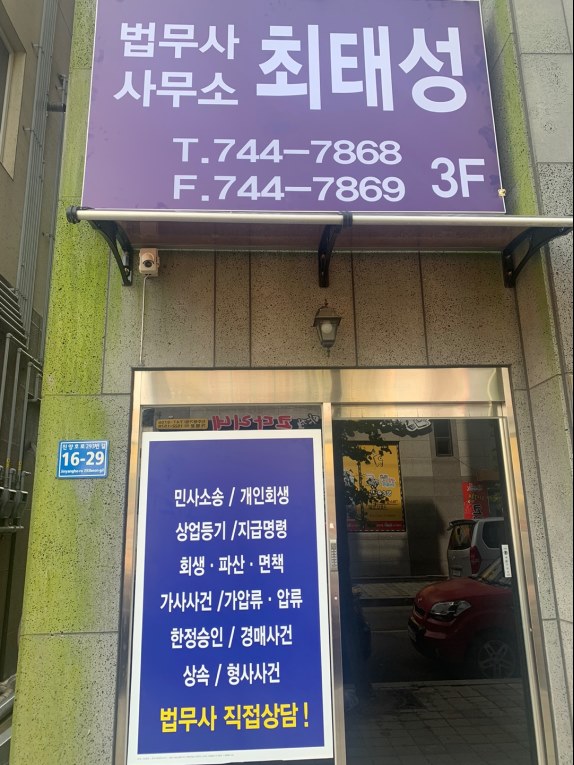 법무사
사무소
최태성
T.744-7868
F.744-7869
3F
16-29
민사소송 / 개인회생
상업등기 /지급명령
회생 · 파산 · 면책
가사사건 /가압류 · 압류
한정승인 / 경매사건
상속 / 형사사건
법무사 직접상담 !